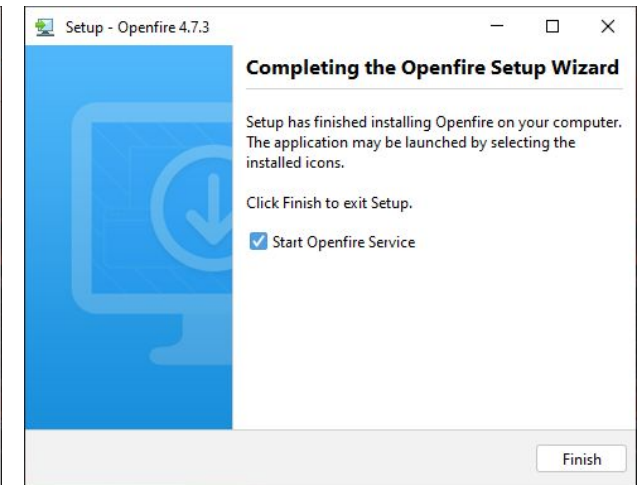 Setup - Openfire 4.7.3
Completing the Openfire Setup Wizard
Setup has finished installing Openfire on your computer.
The application may be launched by selecting the
installed icons.
Click Finish to exit Setup.
Start Openfire Service
Finish